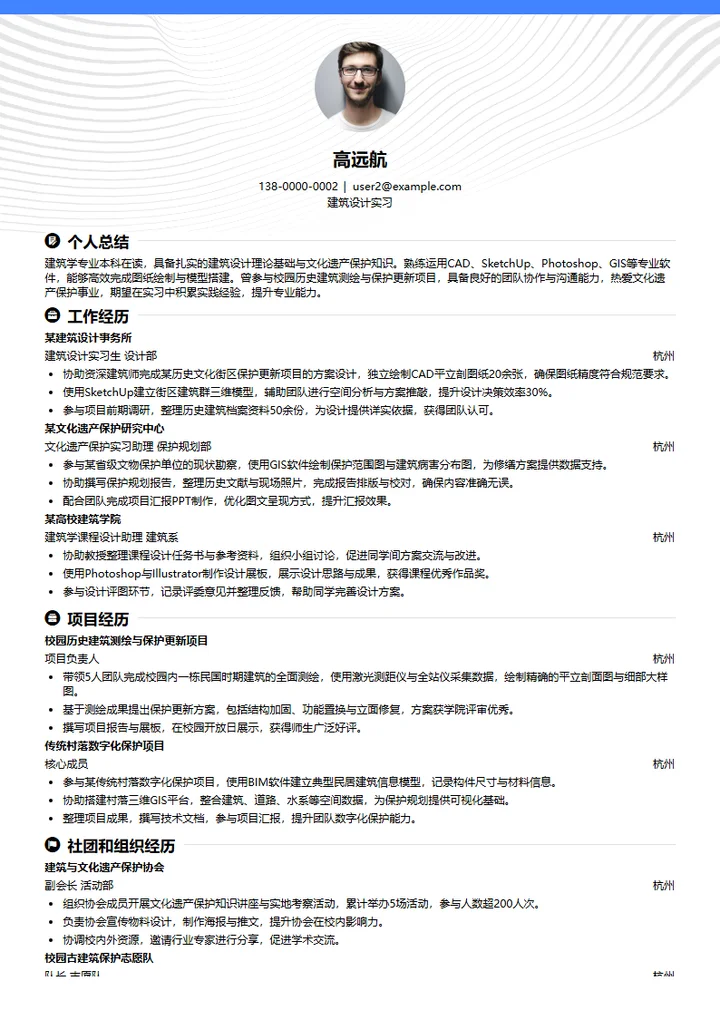 高远航
138-0000-0002 | user2@example.com
建筑设计实习
个人总结
建筑学专业本科在读，具备扎实的建筑设计理论基础与文化遗产保护知识。熟练运用CAD、SketchUp、Photoshop、GIS等专业软
件，能够高效完成图纸绘制与模型搭建。曾参与校园历史建筑测绘与保护更新项目，具备良好的团队协作与沟通能力，热爱文化遗
产保护事业，期望在实习中积累实践经验，提升专业能力。
工作经历
某建筑设计事务所
建筑设计实习生 设计部 杭州
• 协助资深建筑师完成某历史文化街区保护更新项目的方案设计，独立绘制CAD平立剖图纸20余张，确保图纸精度符合规范要求。
• 使用SketchUp建立街区建筑群三维模型，辅助团队进行空间分析与方案推敲，提升设计决策效率30%。
• 参与项目前期调研，整理历史建筑档案资料50余份，为设计提供详实依据，获得团队认可。
某文化遗产保护研究中心
文化遗产保护实习助理 保护规划部 杭州
• 参与某省级文物保护单位的现状勘察，使用GIS软件绘制保护范围图与建筑病害分布图，为修缮方案提供数据支持。
• 协助撰写保护规划报告，整理历史文献与现场照片，完成报告排版与校对，确保内容准确无误。
• 配合团队完成项目汇报PPT制作，优化图文呈现方式，提升汇报效果。
某高校建筑学院
建筑学课程设计助理 建筑系 杭州
• 协助教授整理课程设计任务书与参考资料，组织小组讨论，促进同学间方案交流与改进。
• 使用Photoshop与Illustrator制作设计展板，展示设计思路与成果，获得课程优秀作品奖。
• 参与设计评图环节，记录评委意见并整理反馈，帮助同学完善设计方案。
项目经历
校园历史建筑测绘与保护更新项目
项目负责人 杭州
• 带领5人团队完成校园内一栋民国时期建筑的全面测绘，使用激光测距仪与全站仪采集数据，绘制精确的平立剖面图与细部大样
图。
• 基于测绘成果提出保护更新方案，包括结构加固、功能置换与立面修复，方案获学院评审优秀。
• 撰写项目报告与展板，在校园开放日展示，获得师生广泛好评。
传统村落数字化保护项目
核心成员 杭州
• 参与某传统村落数字化保护项目，使用BIM软件建立典型民居建筑信息模型，记录构件尺寸与材料信息。
• 协助搭建村落三维GIS平台，整合建筑、道路、水系等空间数据，为保护规划提供可视化基础。
• 整理项目成果，撰写技术文档，参与项目汇报，提升团队数字化保护能力。
社团和组织经历
建筑与文化遗产保护协会
副会长 活动部 杭州
• 组织协会成员开展文化遗产保护知识讲座与实地考察活动，累计举办5场活动，参与人数超200人次。
• 负责协会宣传物料设计，制作海报与推文，提升协会在校内影响力。
• 协调校内外资源，邀请行业专家进行分享，促进学术交流。
校园古建筑保护志愿队
队长 志愿队 杭州